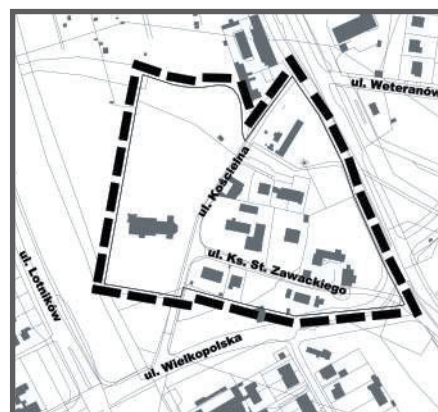 ul. Weteranów
ul. Kościelna
ul. Ks. St. Zawackiego
ul. Lotników
ul. Wielkopolska